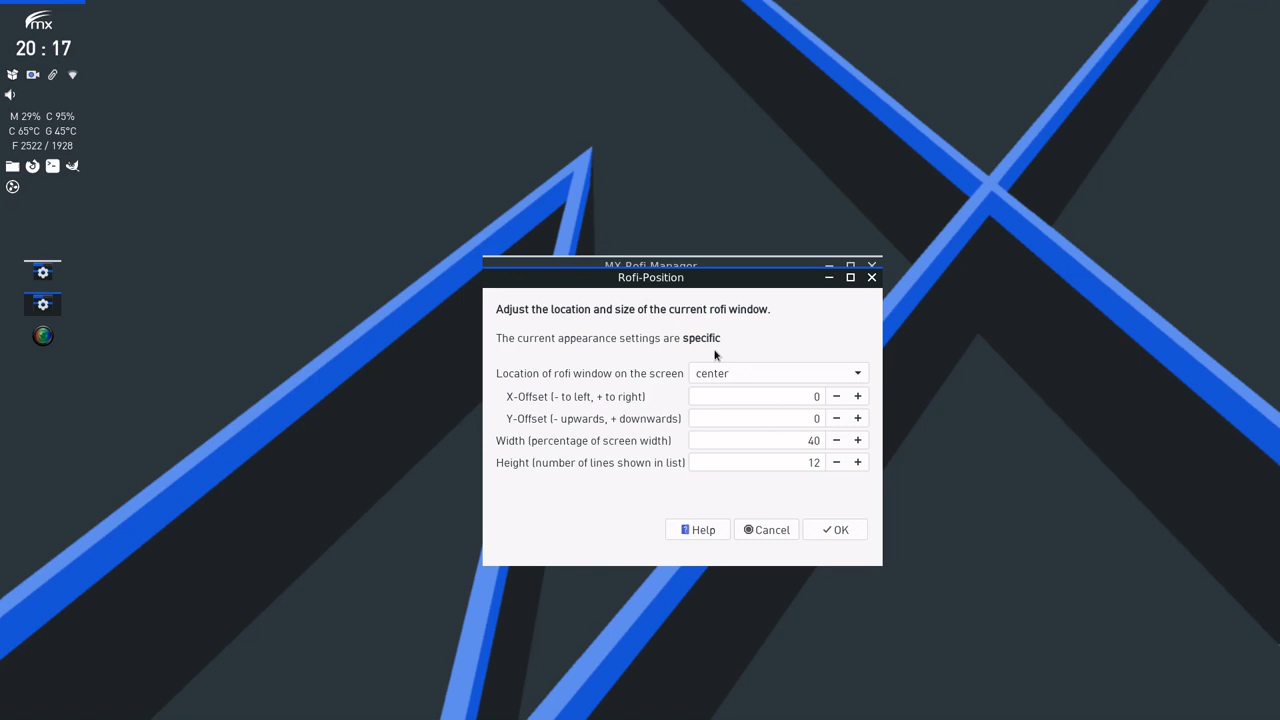 mx
20 : 17
M 29% C 95%
C 65°C G 45°C
F 2522 / 1928
MX Rofi Manager
Rofi-Position
Adjust the location and size of the current rofi window.
The current appearance settings are specific
Location of rofi window on the screen center
X-Offset (- to left, + to right) 0
Y-Offset (- upwards, + downwards) 0
Width (percentage of screen width) 40
Height (number of lines shown in list) 12
Help Cancel OK